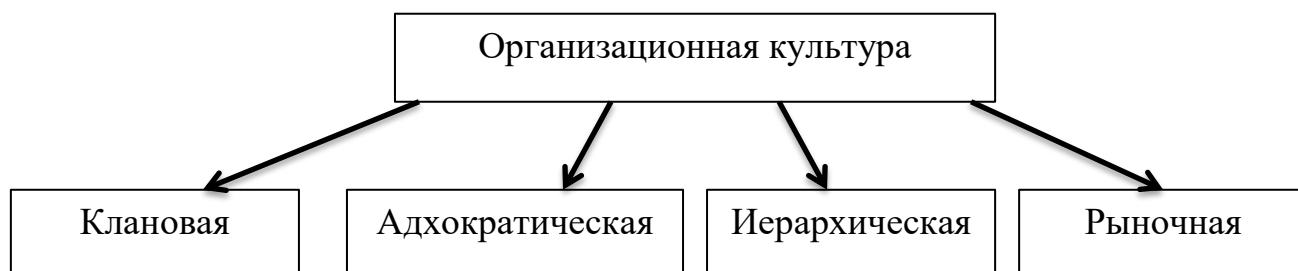 Организационная культура
Клановая
Адхократическая
Иерархическая
Рыночная